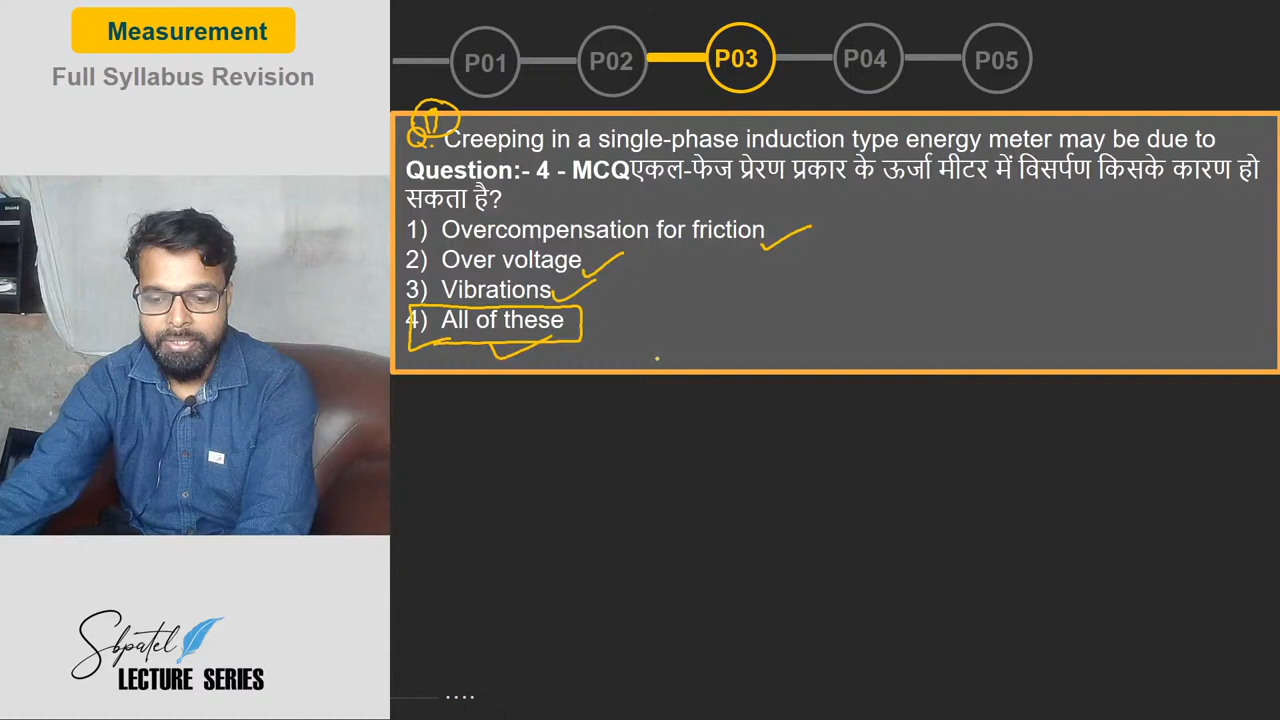 Measurement
Full Syllabus Revision
P01 P02 P03 P04 P05
Q. Creeping in a single-phase induction type energy meter may be due to
Question:- 4 - MCQएकल-फेज प्रेरण प्रकार के ऊर्जा मीटर में विसर्पण किसके कारण हो
सकता है?
1) Overcompensation for friction
2) Over voltage
3) Vibrations
4) All of these
Sbpatel
LECTURE SERIES
....